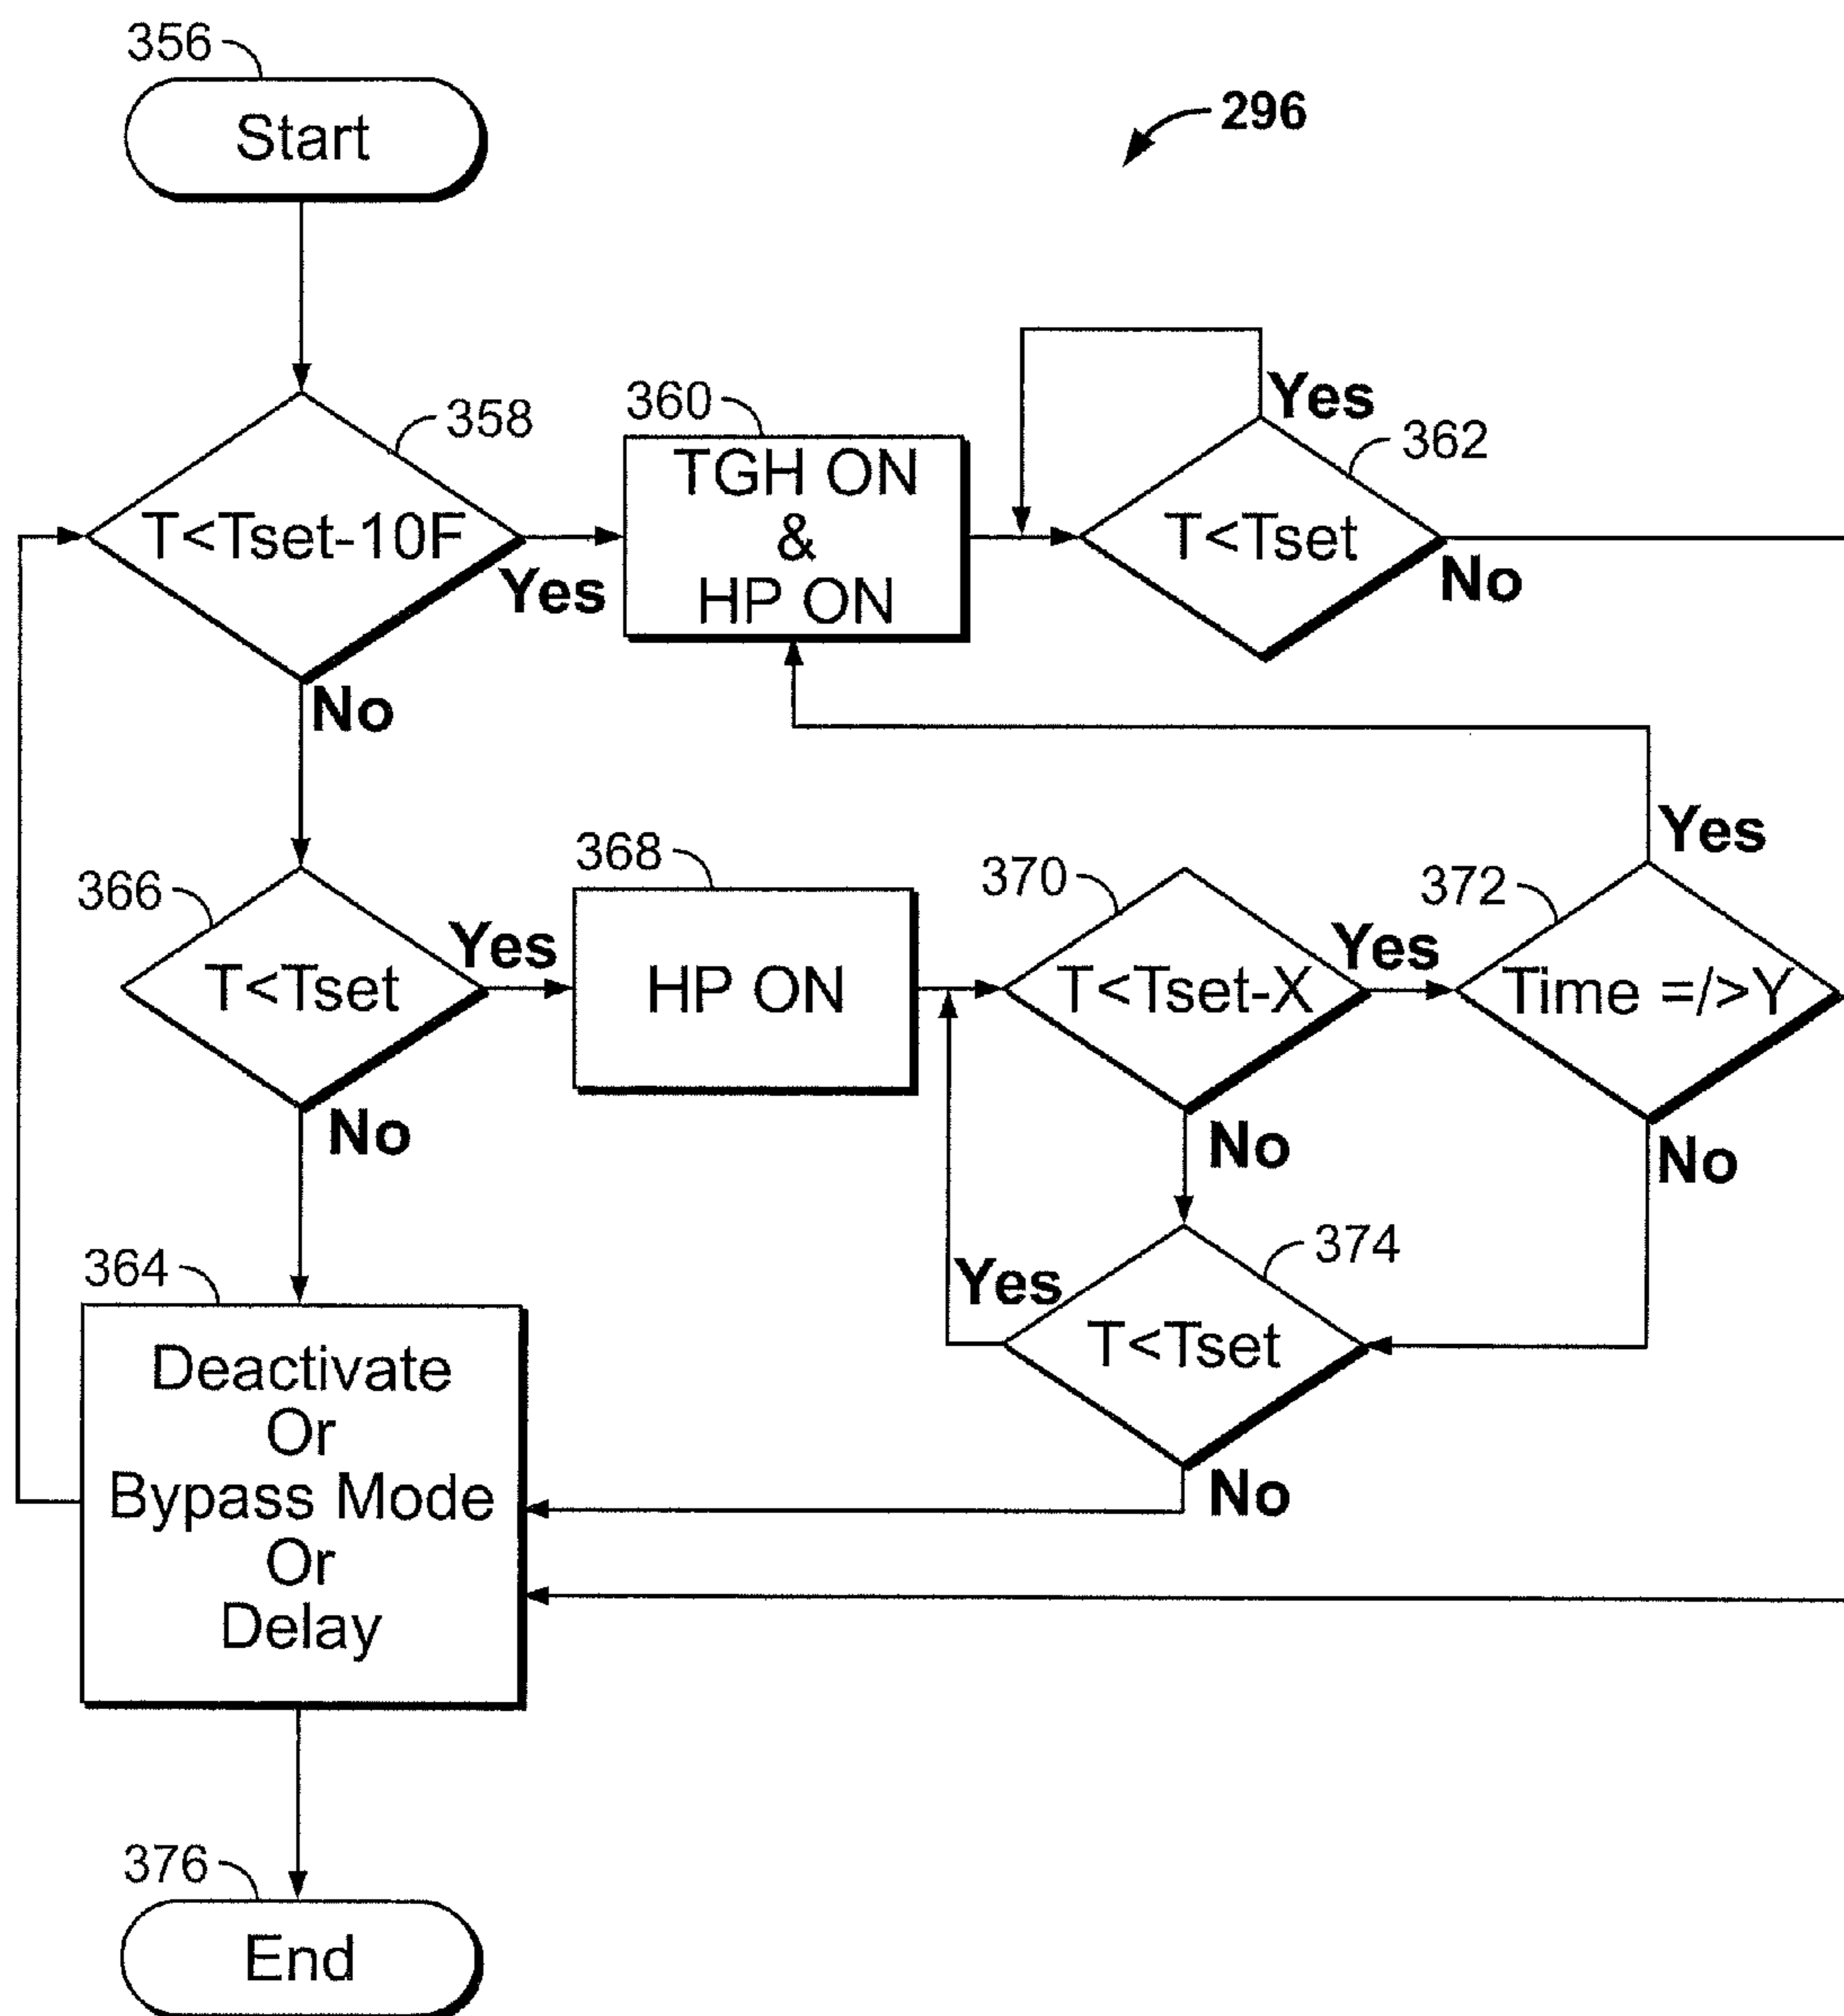 356
Start
296
358
T<Tset-10F
Yes
No
360
TGH ON
&
HP ON
Yes
362
T<Tset
No
366
T<Tset
Yes
No
368
HP ON
370
T<Tset-X
Yes
No
372
Time =/>Y
Yes
No
374
T<Tset
Yes
No
364
Deactivate
Or
Bypass Mode
Or
Delay
376
End